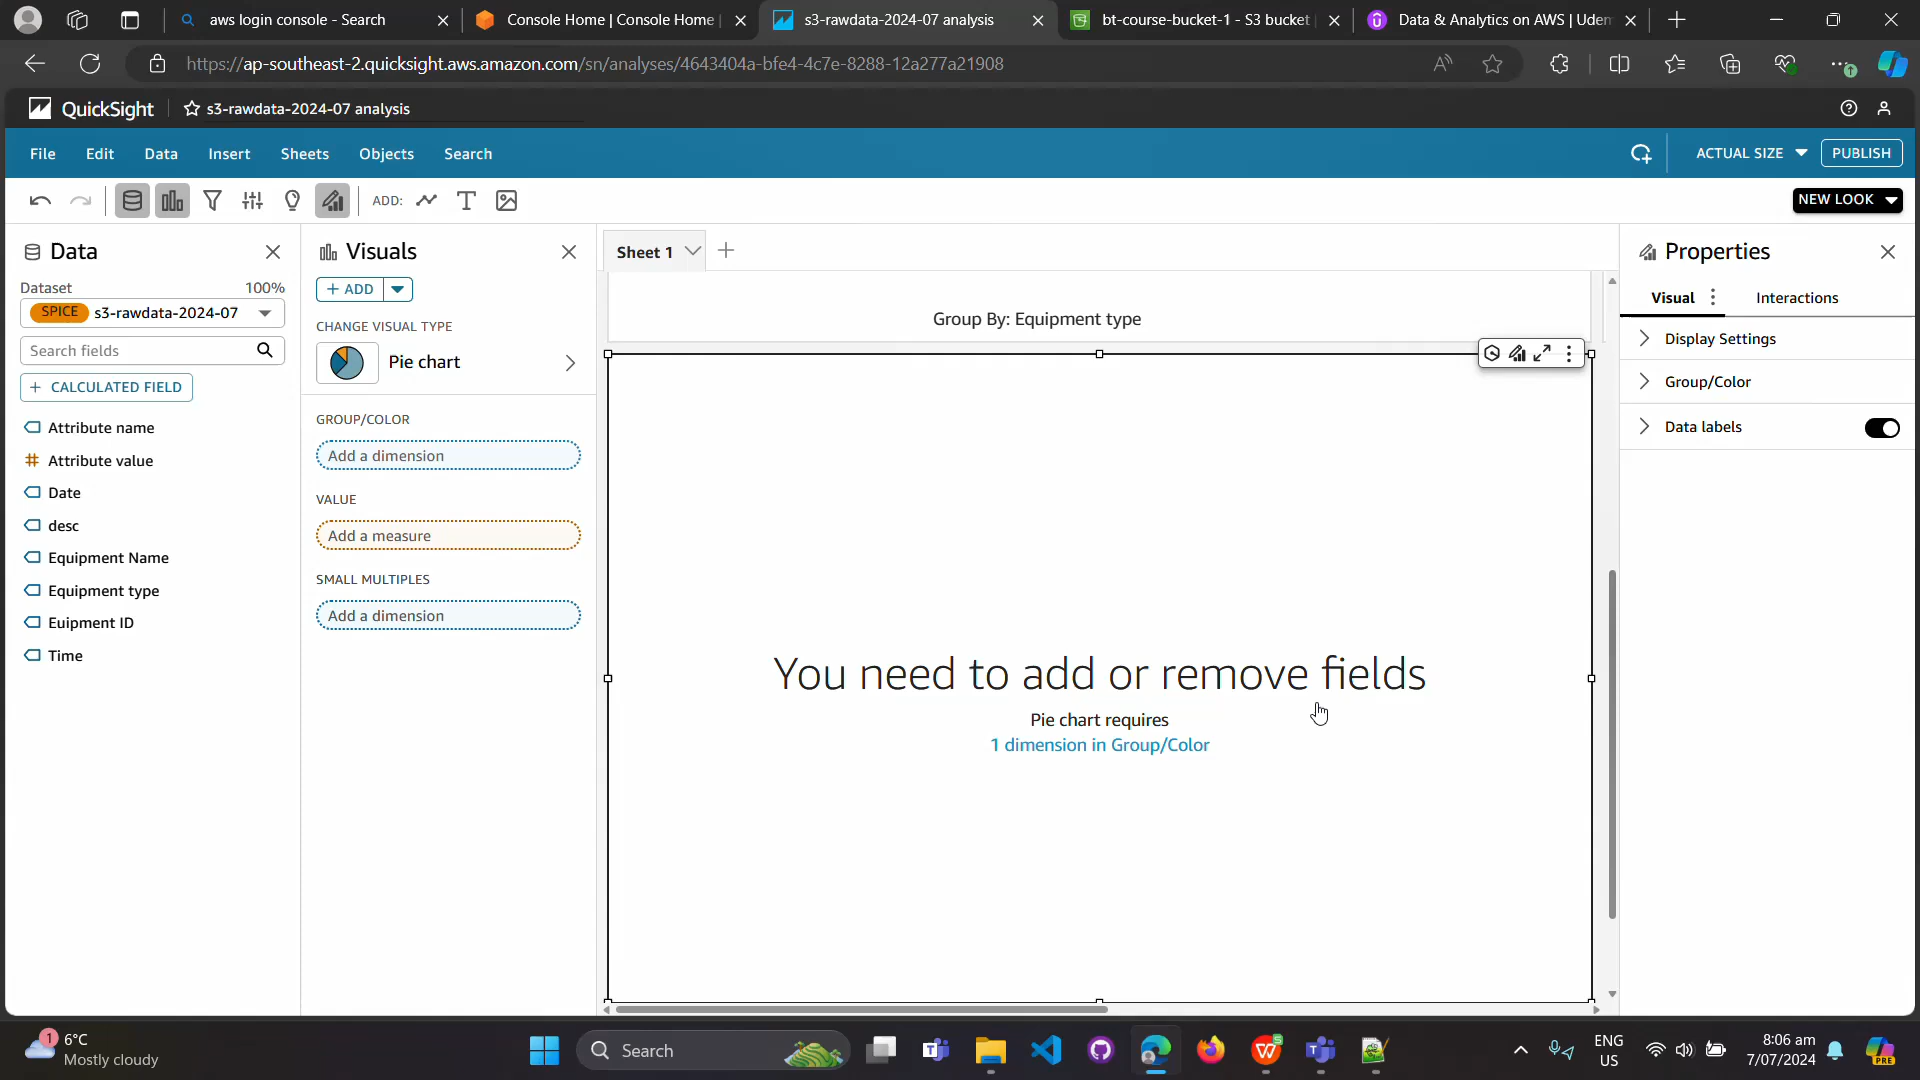 aws login console - Search
Console Home | Console Home
s3-rawdata-2024-07 analysis
bt-course-bucket-1 - S3 bucket
Data & Analytics on AWS | Udem
https://ap-southeast-2.quicksight.aws.amazon.com/sn/analyses/4643404a-bfe4-4c7e-8288-12a277a21908
QuickSight
s3-rawdata-2024-07 analysis
File Edit Data Insert Sheets Objects Search
ACTUAL SIZE
PUBLISH
ADD:
NEW LOOK
Data
Dataset 100%
SPICE s3-rawdata-2024-07
Search fields
+ CALCULATED FIELD
Attribute name
Attribute value
Date
desc
Equipment Name
Equipment type
Euipment ID
Time
Visuals
+ ADD
CHANGE VISUAL TYPE
Pie chart
GROUP/COLOR
Add a dimension
VALUE
Add a measure
SMALL MULTIPLES
Add a dimension
Sheet 1
Group By: Equipment type
You need to add or remove fields
Pie chart requires
1 dimension in Group/Color
Properties
Visual
Interactions
Display Settings
Group/Color
Data labels
1
6°C
Mostly cloudy
Search
ENG
US
8:06 am
7/07/2024
PRE